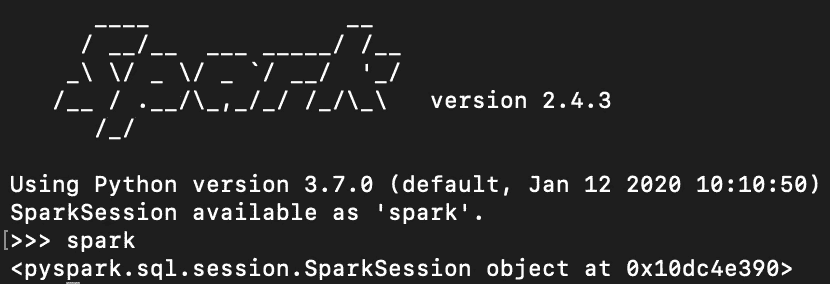 ____              __
     / __/__  ___ _____/ /__
    _\ \/ _ \/ _ `/ __/  '_/
   /__ / .__/\_,_/_/ /_/\_\   version 2.4.3
      /_/

Using Python version 3.7.0 (default, Jan 12 2020 10:10:50)
SparkSession available as 'spark'.
[>>> spark
<pyspark.sql.session.SparkSession object at 0x10dc4e390>